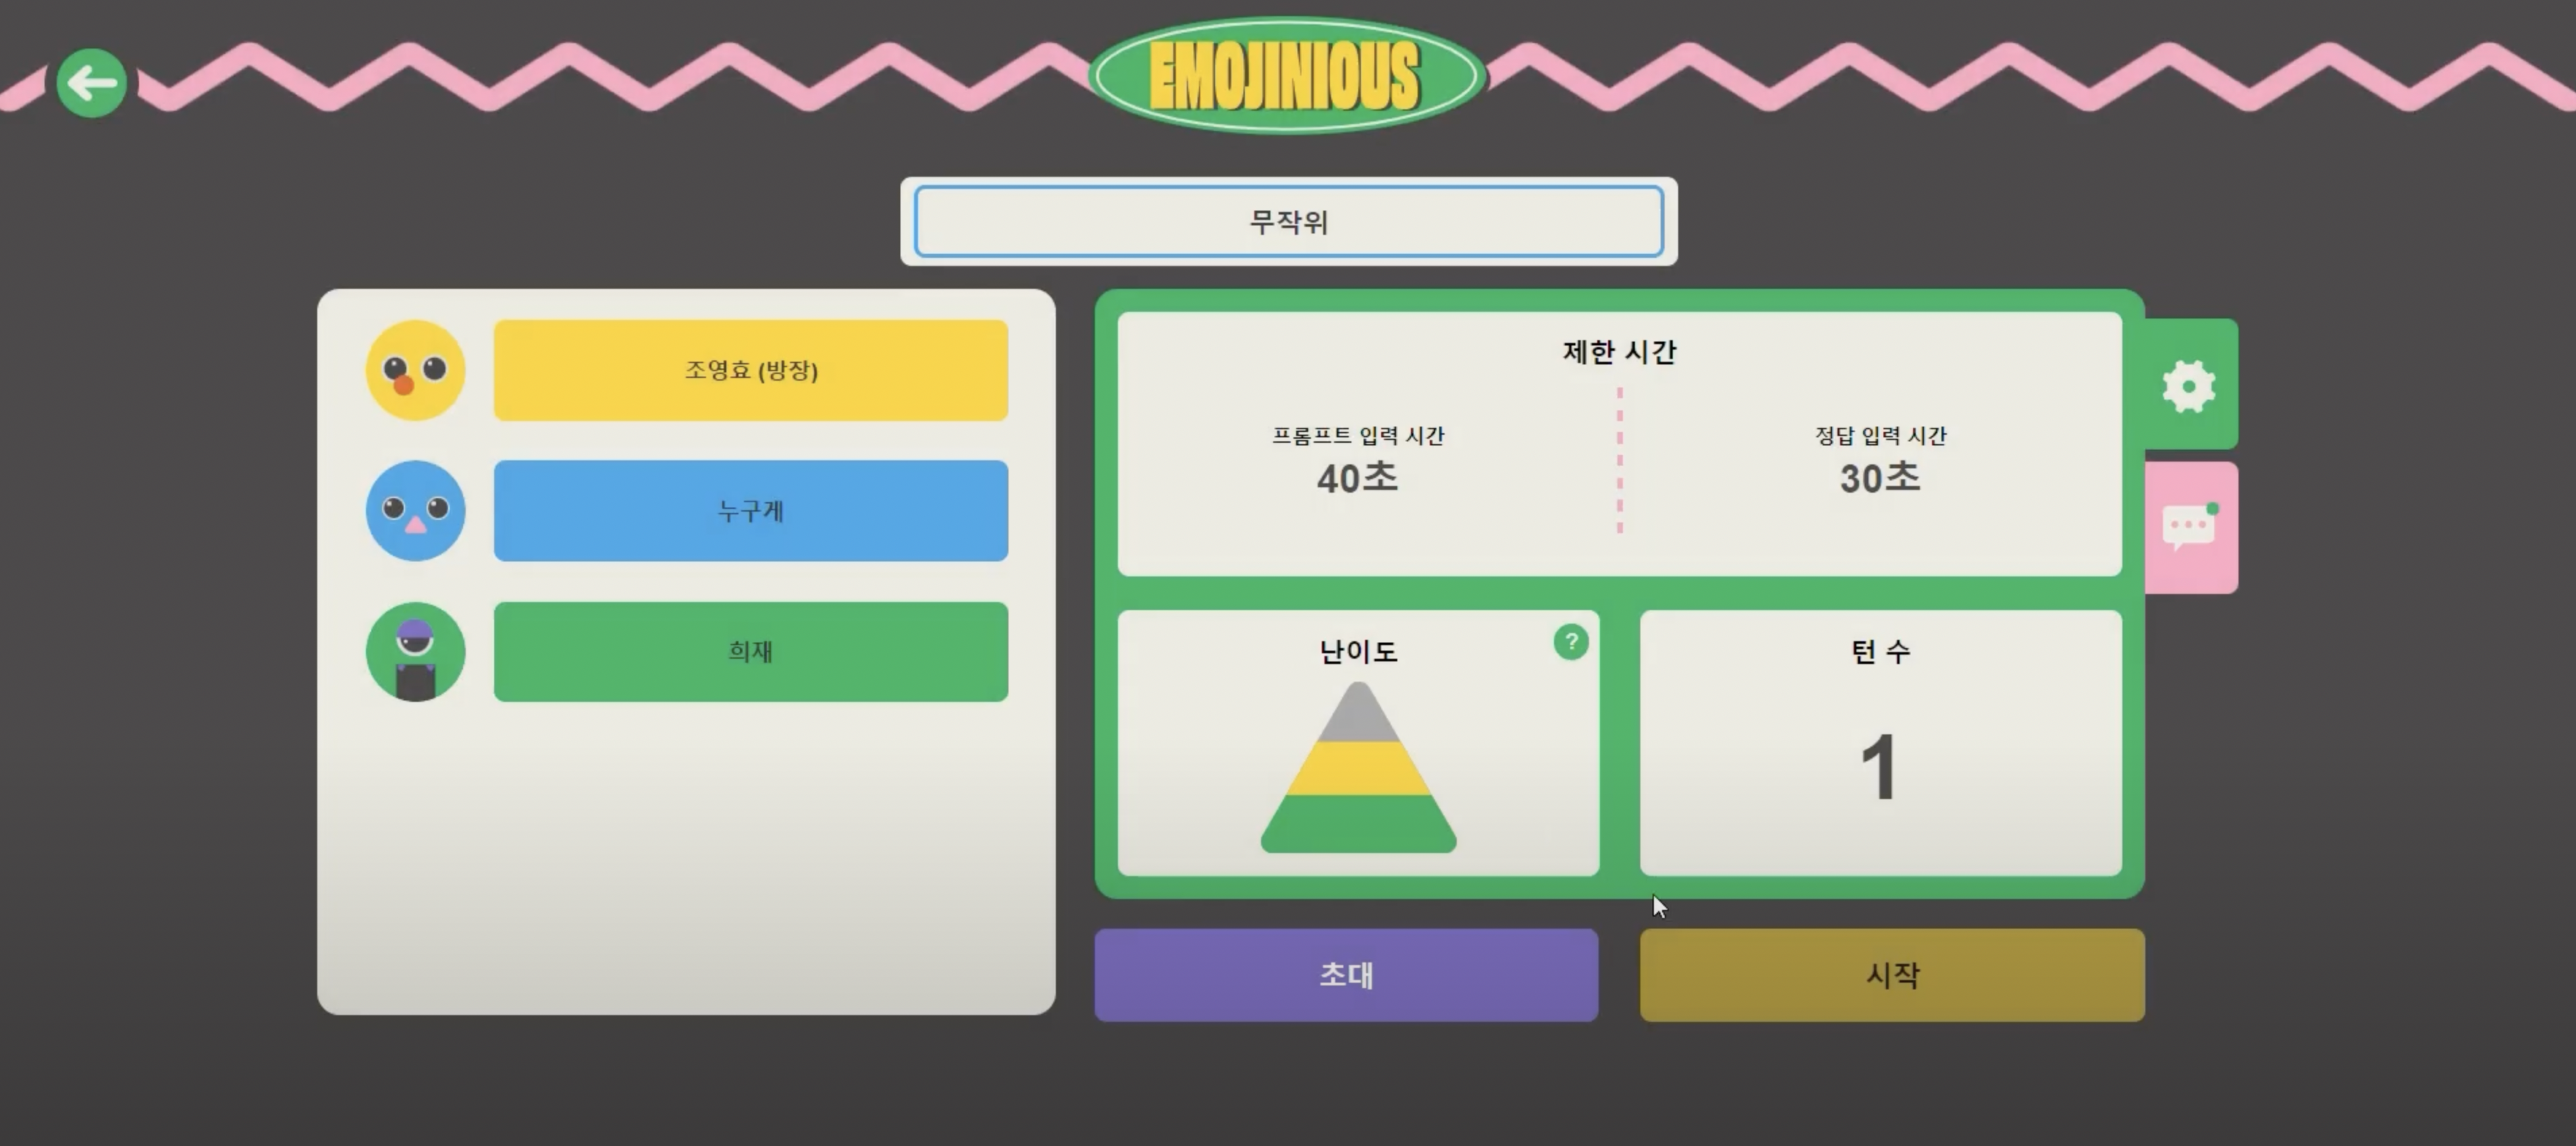 EMOJINIOUS
무작위
조영효 (방장)
누구게
희재
제한 시간
프롬프트 입력 시간
40초
정답 입력 시간
30초
난이도
?
턴 수
1
초대
시작